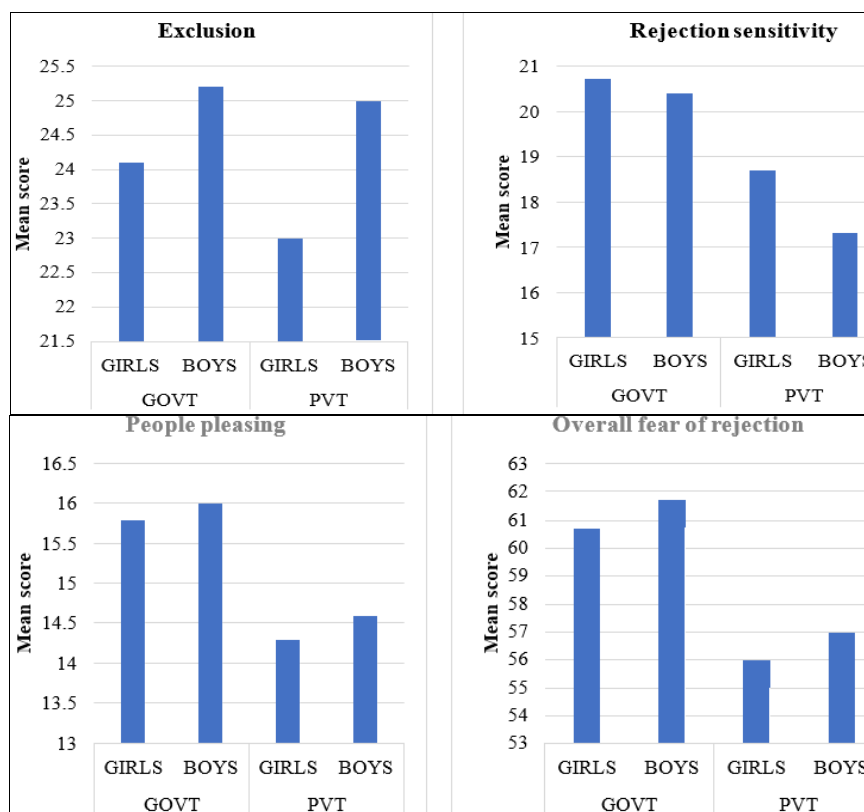 Exclusion
25.5
25
24.5
24
23.5
23
22.5
22
21.5
Mean score
GIRLS BOYS GIRLS BOYS
GOVT PVT
Rejection sensitivity
21
20
19
18
17
16
15
Mean score
GIRLS BOYS GIRLS BOYS
GOVT PVT
People pleasing
16.5
16
15.5
15
14.5
14
13.5
13
Mean score
GIRLS BOYS GIRLS BOYS
GOVT PVT
Overall fear of rejection
63
62
61
60
59
58
57
56
55
54
53
Mean score
GIRLS BOYS GIRLS BOYS
GOVT PVT